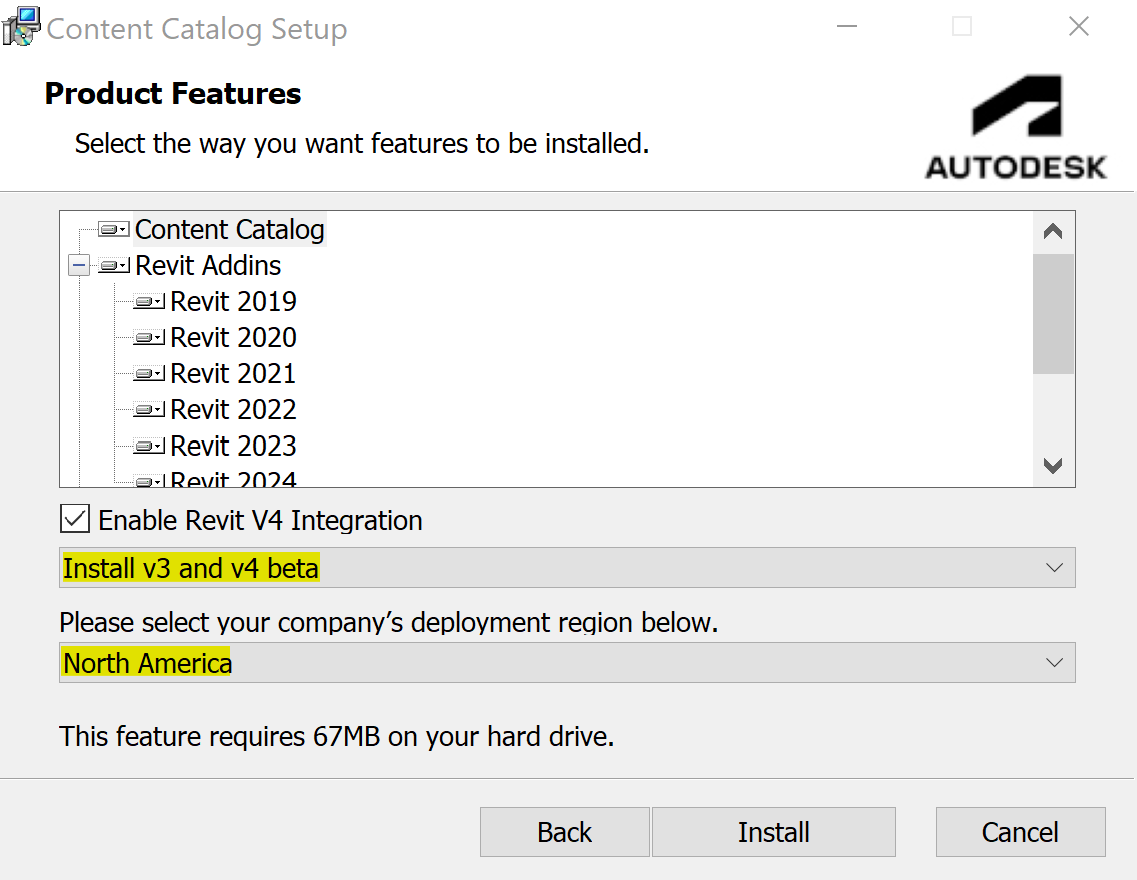 Content Catalog Setup
Product Features
Select the way you want features to be installed.
AUTODESK
Content Catalog
Revit Addins
Revit 2019
Revit 2020
Revit 2021
Revit 2022
Revit 2023
Revit 2024
Enable Revit V4 Integration
Install v3 and v4 beta
Please select your company’s deployment region below.
North America
This feature requires 67MB on your hard drive.
Back
Install
Cancel